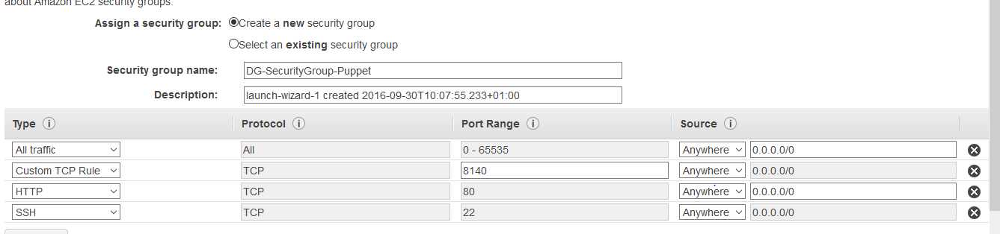 about Amazon EC2 security groups.
Assign a security group: Create a new security group
Select an existing security group
Security group name: DG-SecurityGroup-Puppet
Description: launch-wizard-1 created 2016-09-30T10:07:55.233+01:00
Type i Protocol i Port Range i Source i
All traffic All 0 - 65535 Anywhere 0.0.0.0/0
Custom TCP Rule TCP 8140 Anywhere 0.0.0.0/0
HTTP TCP 80 Anywhere 0.0.0.0/0
SSH TCP 22 Anywhere 0.0.0.0/0